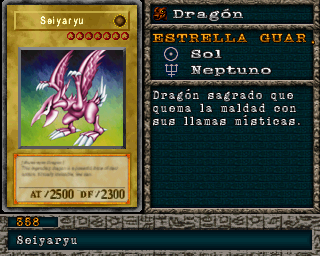 Seiyaryu
AT/2500 DF/2300
Dragón
ESTRELLA GUAR.
Sol
Neptuno
Dragón sagrado que
quema la maldad con
sus llamas místicas.
358
Seiyaryu